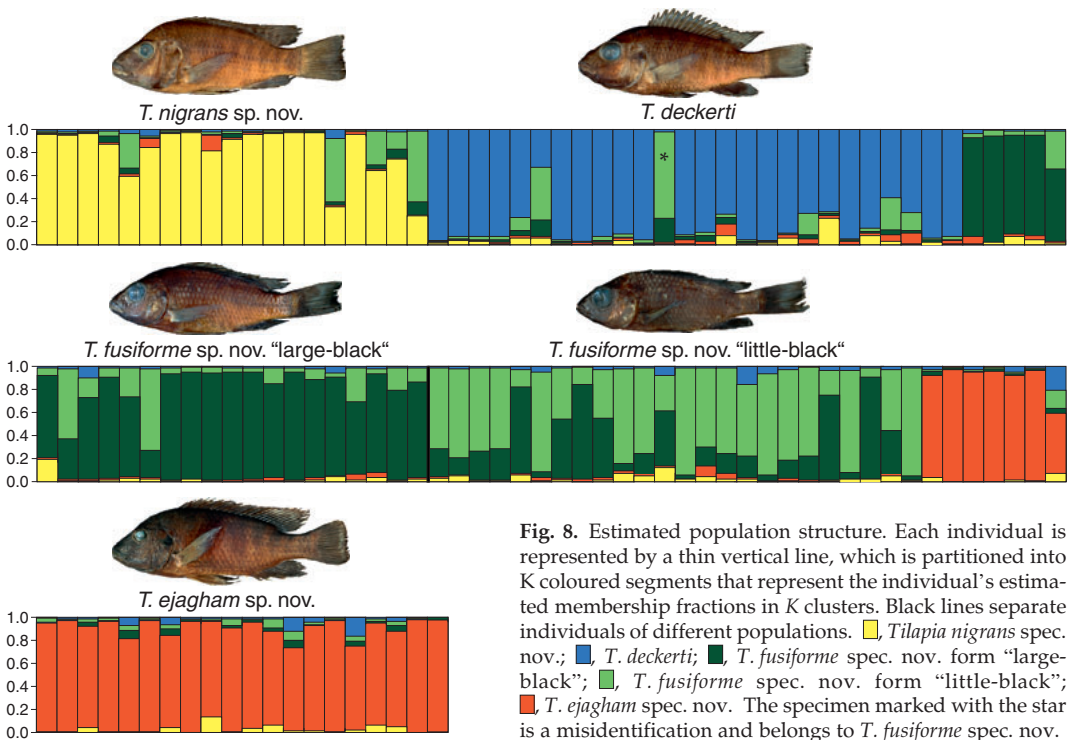 T. nigrans sp. nov.
T. deckerti
1.0
0.8
0.6
0.4
0.2
0.0
*
T. fusiforme sp. nov. “large-black“
T. fusiforme sp. nov. “little-black“
1.0
0.8
0.6
0.4
0.2
0.0
T. ejagham sp. nov.
1.0
0.8
0.6
0.4
0.2
0.0
Fig. 8. Estimated population structure. Each individual is
represented by a thin vertical line, which is partitioned into
K coloured segments that represent the individual’s estima-
ted membership fractions in K clusters. Black lines separate
individuals of different populations. , Tilapia nigrans spec.
nov.; , T. deckerti; , T. fusiforme spec. nov. form “large-
black”; , T. fusiforme spec. nov. form “little-black”;
, T. ejagham spec. nov. The specimen marked with the star
is a misidentification and belongs to T. fusiforme spec. nov.